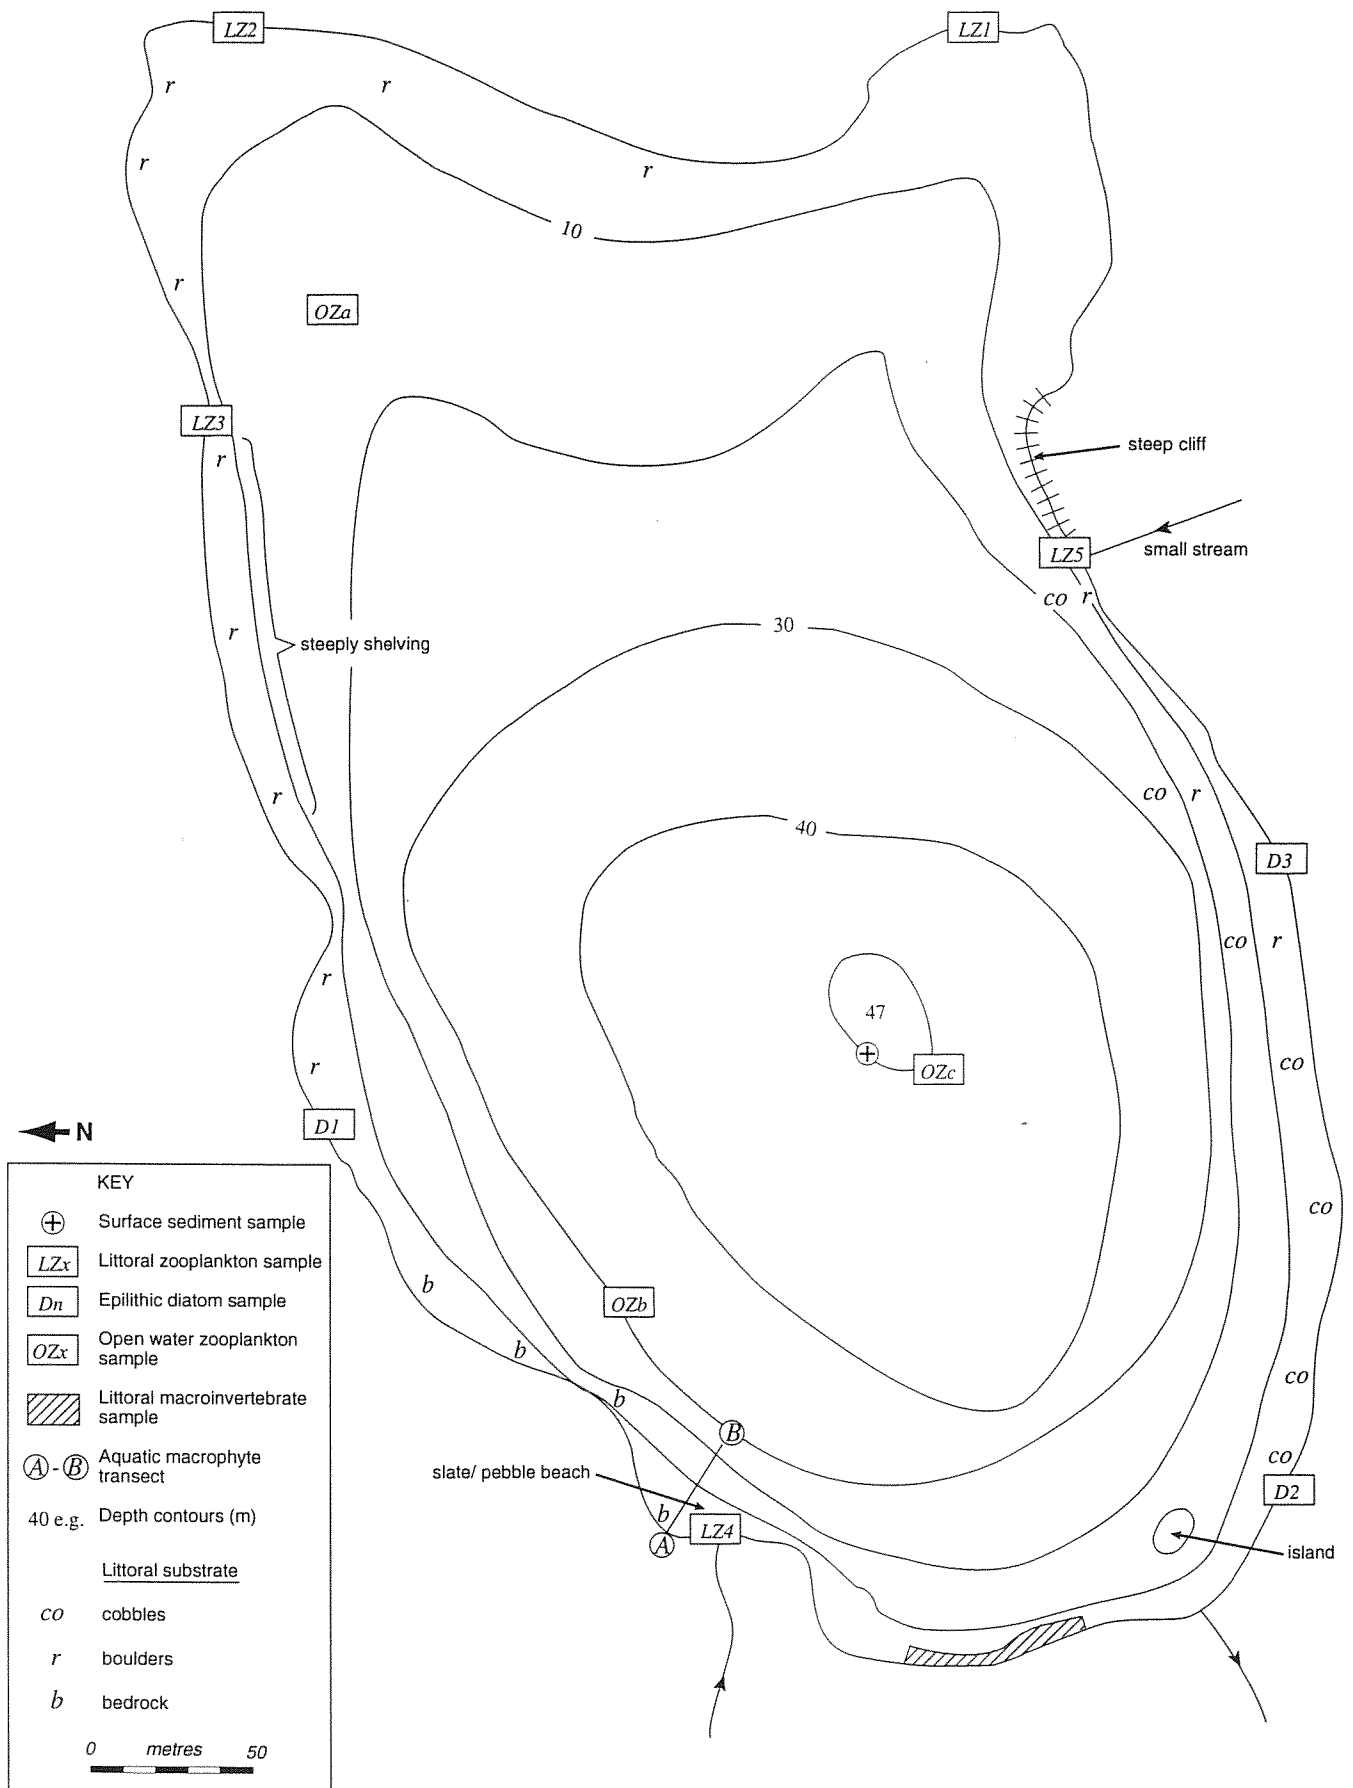 LZ2
LZ1
r
r
r
r
10
r
OZa
LZ3
r
steep cliff
LZ5
small stream
co r
30
r
steeply shelving
r
co r
40
D3
co r
r
47
co
r
OZc
D1
N
co
b
OZb
b
co
b
B
co
slate/ pebble beach
D2
b
LZ4
A
island
KEY
Surface sediment sample
LZx Littoral zooplankton sample
Dn Epilithic diatom sample
OZx Open water zooplankton
sample
Littoral macroinvertebrate
sample
A - B Aquatic macrophyte
transect
40 e.g. Depth contours (m)
Littoral substrate
co cobbles
r boulders
b bedrock
0 metres 50